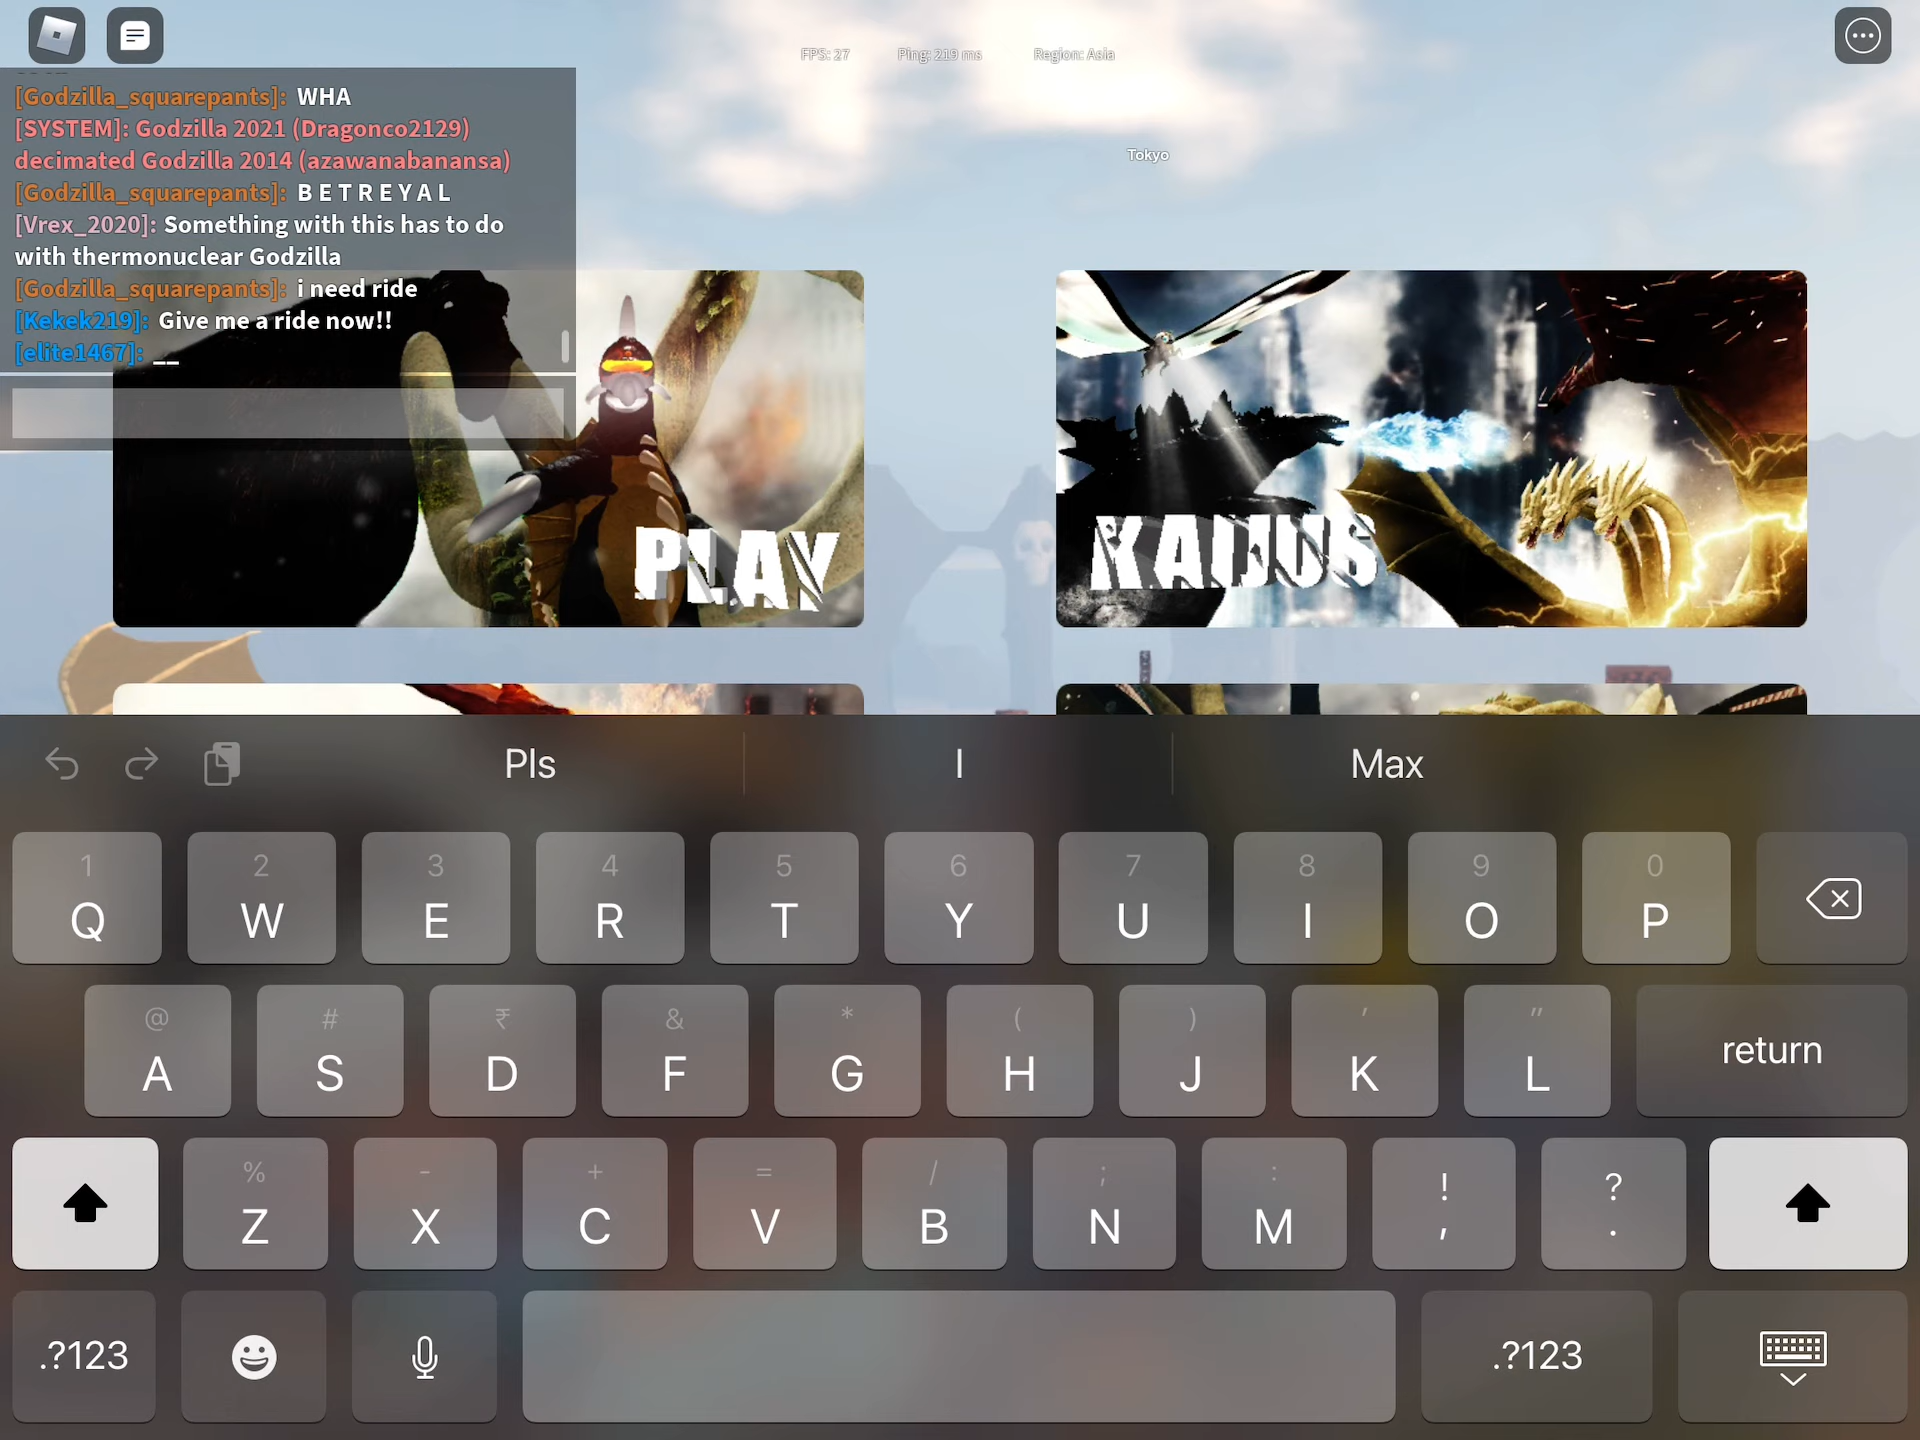 FPS: 27 Ping: 219 ms Region: Asia
[Godzilla_squarepants]: WHA
[SYSTEM]: Godzilla 2021 (Dragonco2129)
decimated Godzilla 2014 (azawanabanansa)
[Godzilla_squarepants]: B E T R E Y A L
[Vrex_2020]: Something with this has to do
with thermonuclear Godzilla
[Godzilla_squarepants]: i need ride
[Kekek219]: Give me a ride now!!
[elite1467]: __
Tokyo
PLAY
KAIJUS
Pls I Max
1 2 3 4 5 6 7 8 9 0
Q W E R T Y U I O P
@ # ₹ & * ( ) ' "
A S D F G H J K L return
% - + = / ; : ! ?
Z X C V B N M , .
.?123 .?123